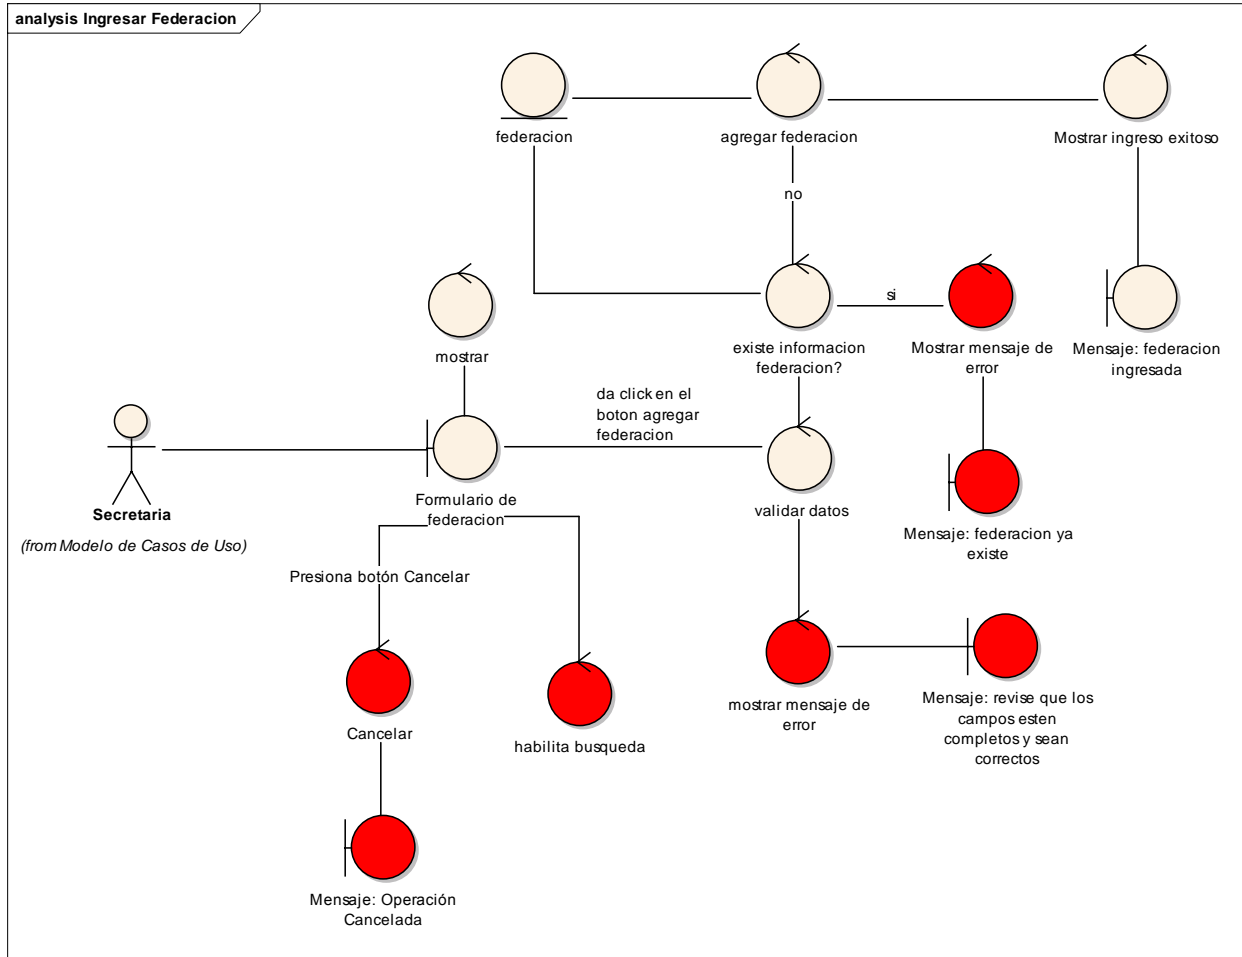 analysis Ingresar Federacion
federacion
agregar federacion
Mostrar ingreso exitoso
no
mostrar
existe informacion
federacion?
si
Mostrar mensaje de
error
Mensaje: federacion
ingresada
da click en el
boton agregar
federacion
Secretaria
(from Modelo de Casos de Uso)
Formulario de
federacion
validar datos
Mensaje: federacion ya
existe
Presiona botón Cancelar
Cancelar
habilita busqueda
mostrar mensaje de
error
Mensaje: revise que los
campos esten
completos y sean
correctos
Mensaje: Operación
Cancelada